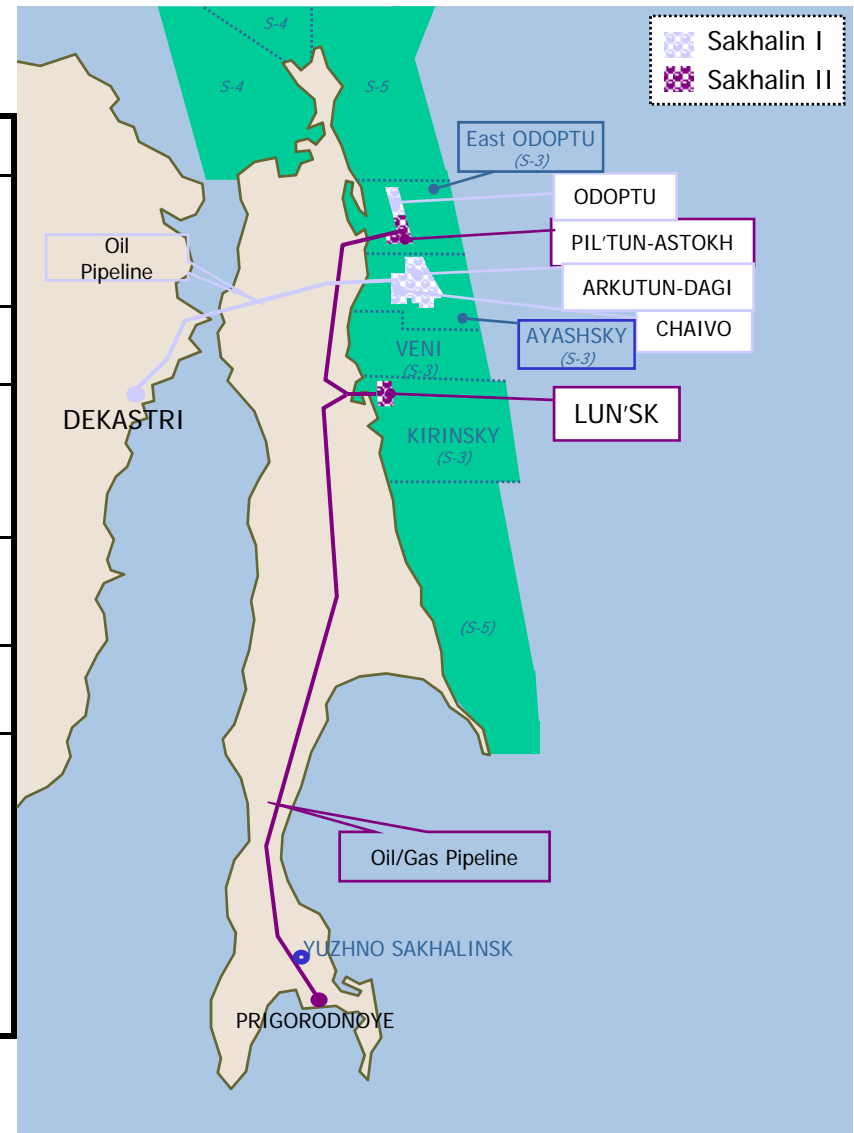 Sakhalin I
Sakhalin II
S-4
S-4
S-5
East ODOPTU
(S-3)
ODOPTU
PIL'TUN-ASTOKH
Oil
Pipeline
ARKUTUN-DAGI
CHAIVO
AYASHSKY
(S-3)
VENI
(S-3)
DEKASTRI
LUN'SK
KIRINSKY
(S-3)
(S-5)
Oil/Gas Pipeline
YUZHNO SAKHALINSK
PRIGORODNOYE